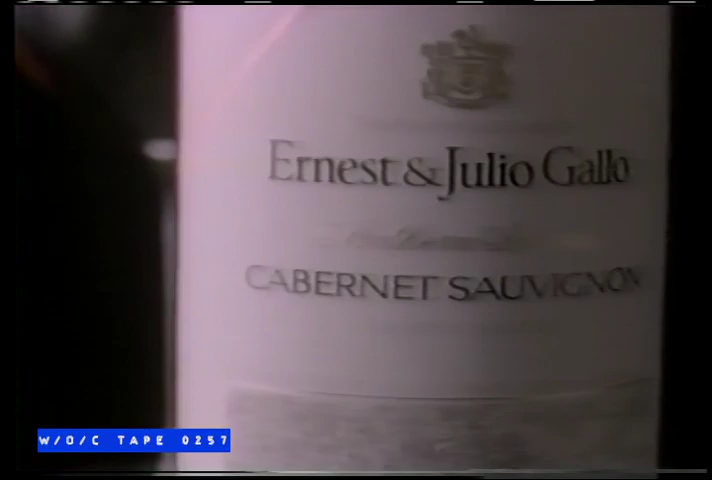 Ernest & Julio Gallo
CABERNET SAUVIGNON
W/O/C TAPE 0257